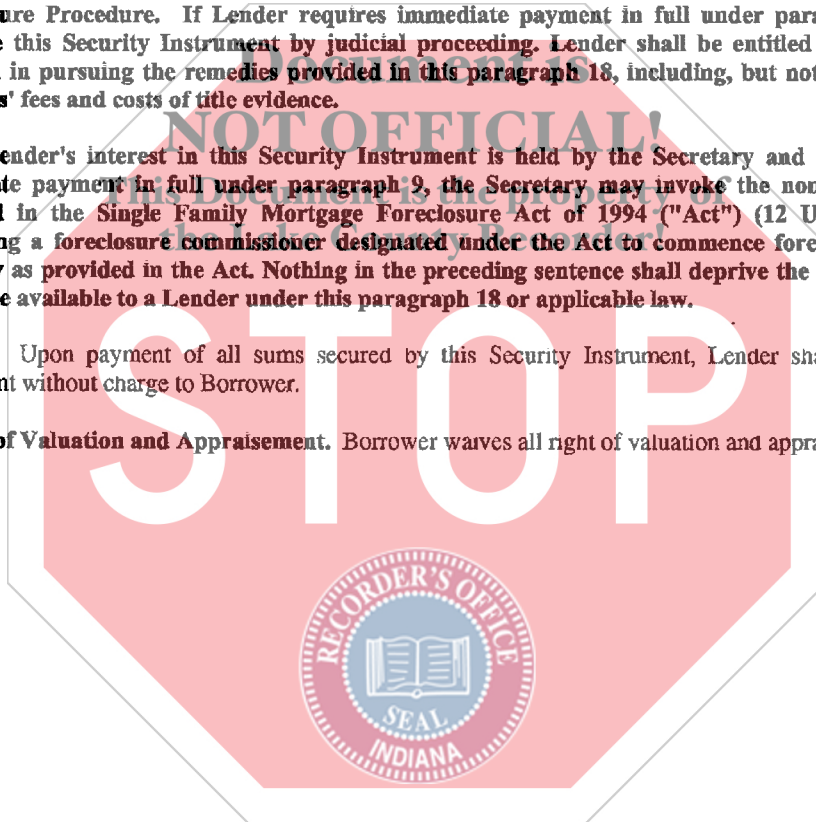 ure Procedure. If Lender requires immediate payment in full under para
e this Security Instrument by judicial proceeding. Lender shall be entitled
in pursuing the remedies provided in this paragraph 18, including, but not
s' fees and costs of title evidence.
Document is
NOT OFFICIAL!
This Document is the property of
the Lake County Recorder!
ender's interest in this Security Instrument is held by the Secretary and
te payment in full under paragraph 9, the Secretary may invoke the non
l in the Single Family Mortgage Foreclosure Act of 1994 ("Act") (12 U
ng a foreclosure commissioner designated under the Act to commence fore
y as provided in the Act. Nothing in the preceding sentence shall deprive the
e available to a Lender under this paragraph 18 or applicable law.
Upon payment of all sums secured by this Security Instrument, Lender sha
nt without charge to Borrower.
of Valuation and Appraisement. Borrower waives all right of valuation and appra
STOP
RECORDER'S OFFICE
SEAL
INDIANA